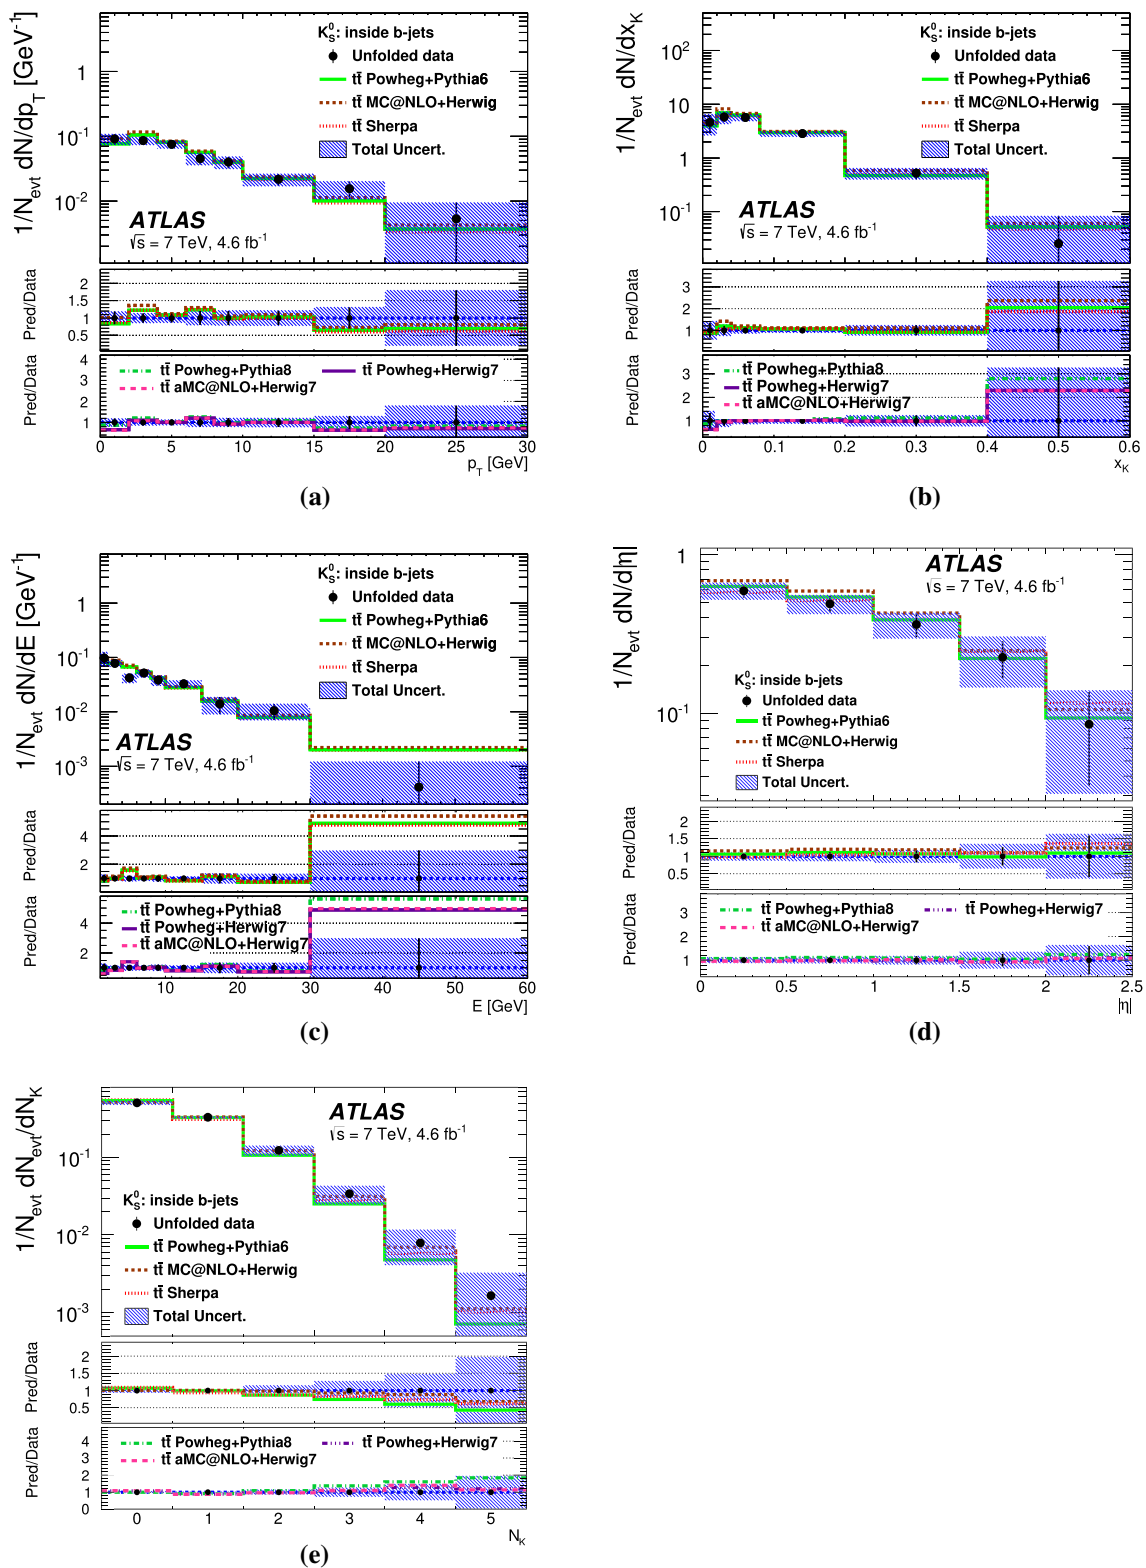 1/N_evt dN/dp_T [GeV⁻¹]
K⁰_S: inside b-jets
Unfolded data
tt̄ Powheg+Pythia6
tt̄ MC@NLO+Herwig
tt̄ Sherpa
Total Uncert.
1
10⁻¹
10⁻²
ATLAS
√s = 7 TeV, 4.6 fb⁻¹
Pred/Data
2
1.5
1
0.5
Pred/Data
4
3
2
1
tt̄ Powheg+Pythia8
tt̄ Powheg+Herwig7
tt̄ aMC@NLO+Herwig7
0 5 10 15 20 25 30
p_T [GeV]
(a)
1/N_evt dN/dx_K
K⁰_S: inside b-jets
Unfolded data
tt̄ Powheg+Pythia6
tt̄ MC@NLO+Herwig
tt̄ Sherpa
Total Uncert.
10²
10
1
10⁻¹
ATLAS
√s = 7 TeV, 4.6 fb⁻¹
Pred/Data
3
2
1
Pred/Data
4
3
2
1
tt̄ Powheg+Pythia8
tt̄ Powheg+Herwig7
tt̄ aMC@NLO+Herwig7
0 0.1 0.2 0.3 0.4 0.5 0.6
x_K
(b)
1/N_evt dN/dE [GeV⁻¹]
K⁰_S: inside b-jets
Unfolded data
tt̄ Powheg+Pythia6
tt̄ MC@NLO+Herwig
tt̄ Sherpa
Total Uncert.
1
10⁻¹
10⁻²
10⁻³
ATLAS
√s = 7 TeV, 4.6 fb⁻¹
Pred/Data
4
2
Pred/Data
4
2
tt̄ Powheg+Pythia8
tt̄ Powheg+Herwig7
tt̄ aMC@NLO+Herwig7
10 20 30 40 50 60
E [GeV]
(c)
1/N_evt dN/d|η|
1
10⁻¹
ATLAS
√s = 7 TeV, 4.6 fb⁻¹
K⁰_S: inside b-jets
Unfolded data
tt̄ Powheg+Pythia6
tt̄ MC@NLO+Herwig
tt̄ Sherpa
Total Uncert.
Pred/Data
2
1.5
1
0.5
Pred/Data
3
2
1
tt̄ Powheg+Pythia8
tt̄ Powheg+Herwig7
tt̄ aMC@NLO+Herwig7
0 0.5 1 1.5 2 2.5
|η|
(d)
1/N_evt dN_evt/dN_K
ATLAS
√s = 7 TeV, 4.6 fb⁻¹
10⁻¹
10⁻²
10⁻³
K⁰_S: inside b-jets
Unfolded data
tt̄ Powheg+Pythia6
tt̄ MC@NLO+Herwig
tt̄ Sherpa
Total Uncert.
Pred/Data
2
1.5
1
0.5
Pred/Data
4
3
2
1
0
tt̄ Powheg+Pythia8
tt̄ Powheg+Herwig7
tt̄ aMC@NLO+Herwig7
0 1 2 3 4 5
N_K
(e)